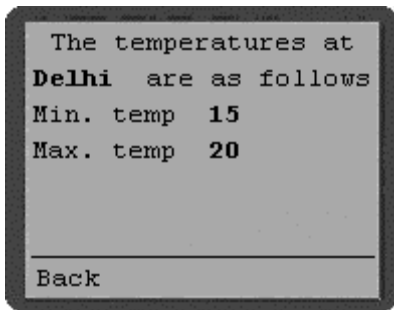 The temperatures at
Delhi are as follows
Min. temp 15
Max. temp 20
Back